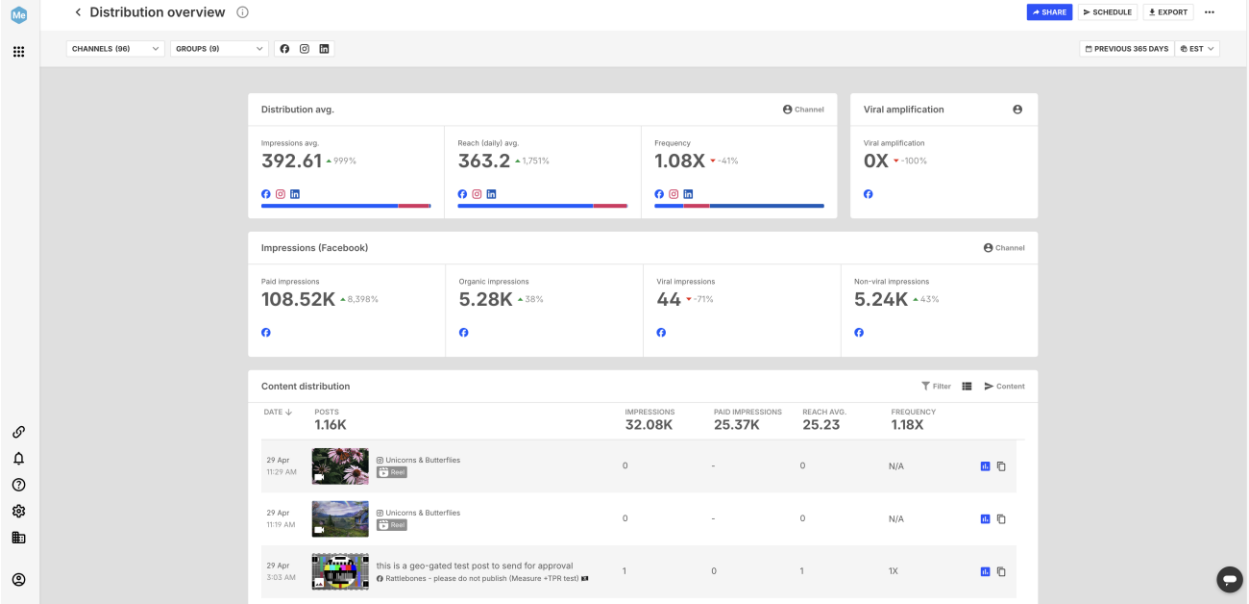 Me
Distribution overview
SHARE
SCHEDULE
EXPORT
CHANNELS (96)
GROUPS (9)
PREVIOUS 365 DAYS
EST
Distribution avg.
Channel
Viral amplification
Impressions avg.
392.61 999%
Reach (daily) avg.
363.2 1,751%
Frequency
1.08X -41%
Viral amplification
0X -100%
Impressions (Facebook)
Channel
Paid impressions
108.52K 8,398%
Organic impressions
5.28K 38%
Viral impressions
44 -71%
Non-viral impressions
5.24K 43%
Content distribution
Filter
Content
DATE POSTS IMPRESSIONS PAID IMPRESSIONS REACH AVG. FREQUENCY
1.16K 32.08K 25.37K 25.23 1.18X
29 Apr
11:29 AM
Unicorns & Butterflies
Reel
0 - 0 N/A
29 Apr
11:19 AM
Unicorns & Butterflies
Reel
0 - 0 N/A
29 Apr
3:03 AM
this is a geo-gated test post to send for approval
Rattlebones - please do not publish (Measure +TPR test)
1 0 1 1X